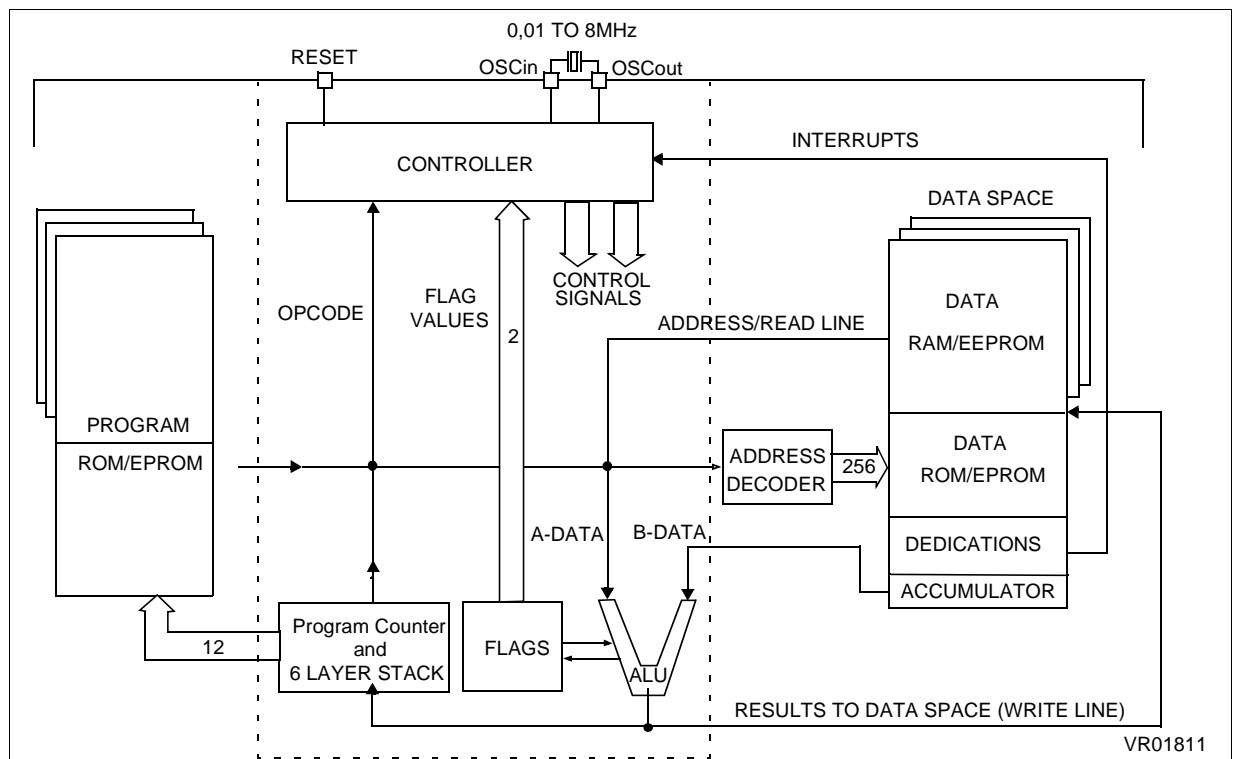 0,01 TO 8MHz
RESET
OSCin
OSCout
INTERRUPTS
CONTROLLER
DATA SPACE
CONTROL
SIGNALS
OPCODE
FLAG
VALUES
2
ADDRESS/READ LINE
DATA
RAM/EEPROM
PROGRAM
ROM/EPROM
ADDRESS
DECODER
256
DATA
ROM/EPROM
A-DATA
B-DATA
DEDICATIONS
ACCUMULATOR
12
Program Counter
and
6 LAYER STACK
FLAGS
ALU
RESULTS TO DATA SPACE (WRITE LINE)
VR01811